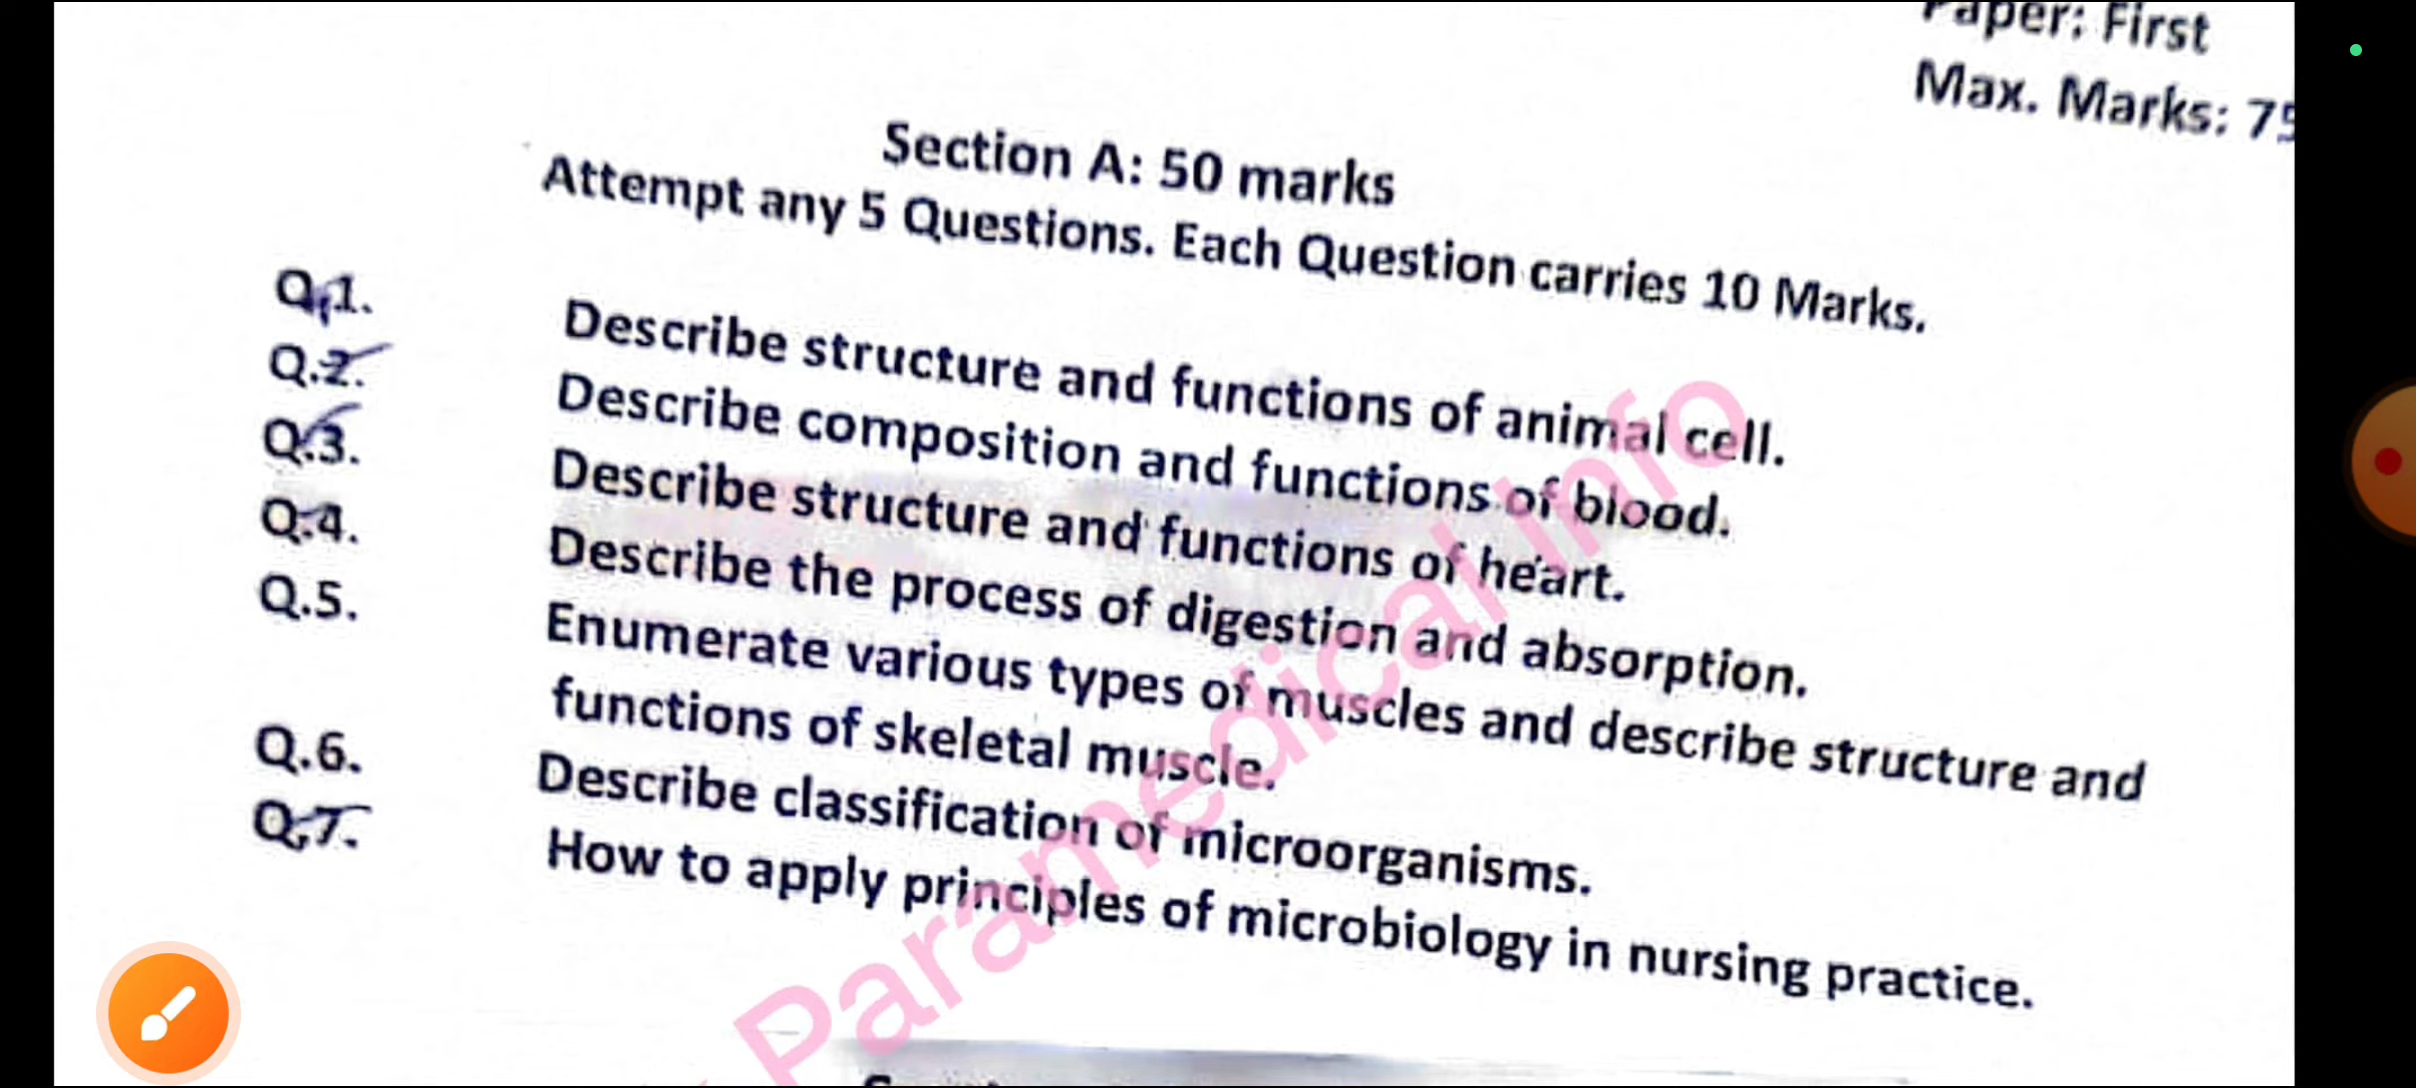 Paper: First
Max. Marks: 75
Section A: 50 marks
Attempt any 5 Questions. Each Question carries 10 Marks.
Q.1. Describe structure and functions of animal cell.
Q.2. Describe composition and functions of blood.
Q.3. Describe structure and functions of heart.
Q.4. Describe the process of digestion and absorption.
Q.5. Enumerate various types of muscles and describe structure and
functions of skeletal muscle.
Q.6. Describe classification of microorganisms.
Q.7. How to apply principles of microbiology in nursing practice.
Paramedical Info